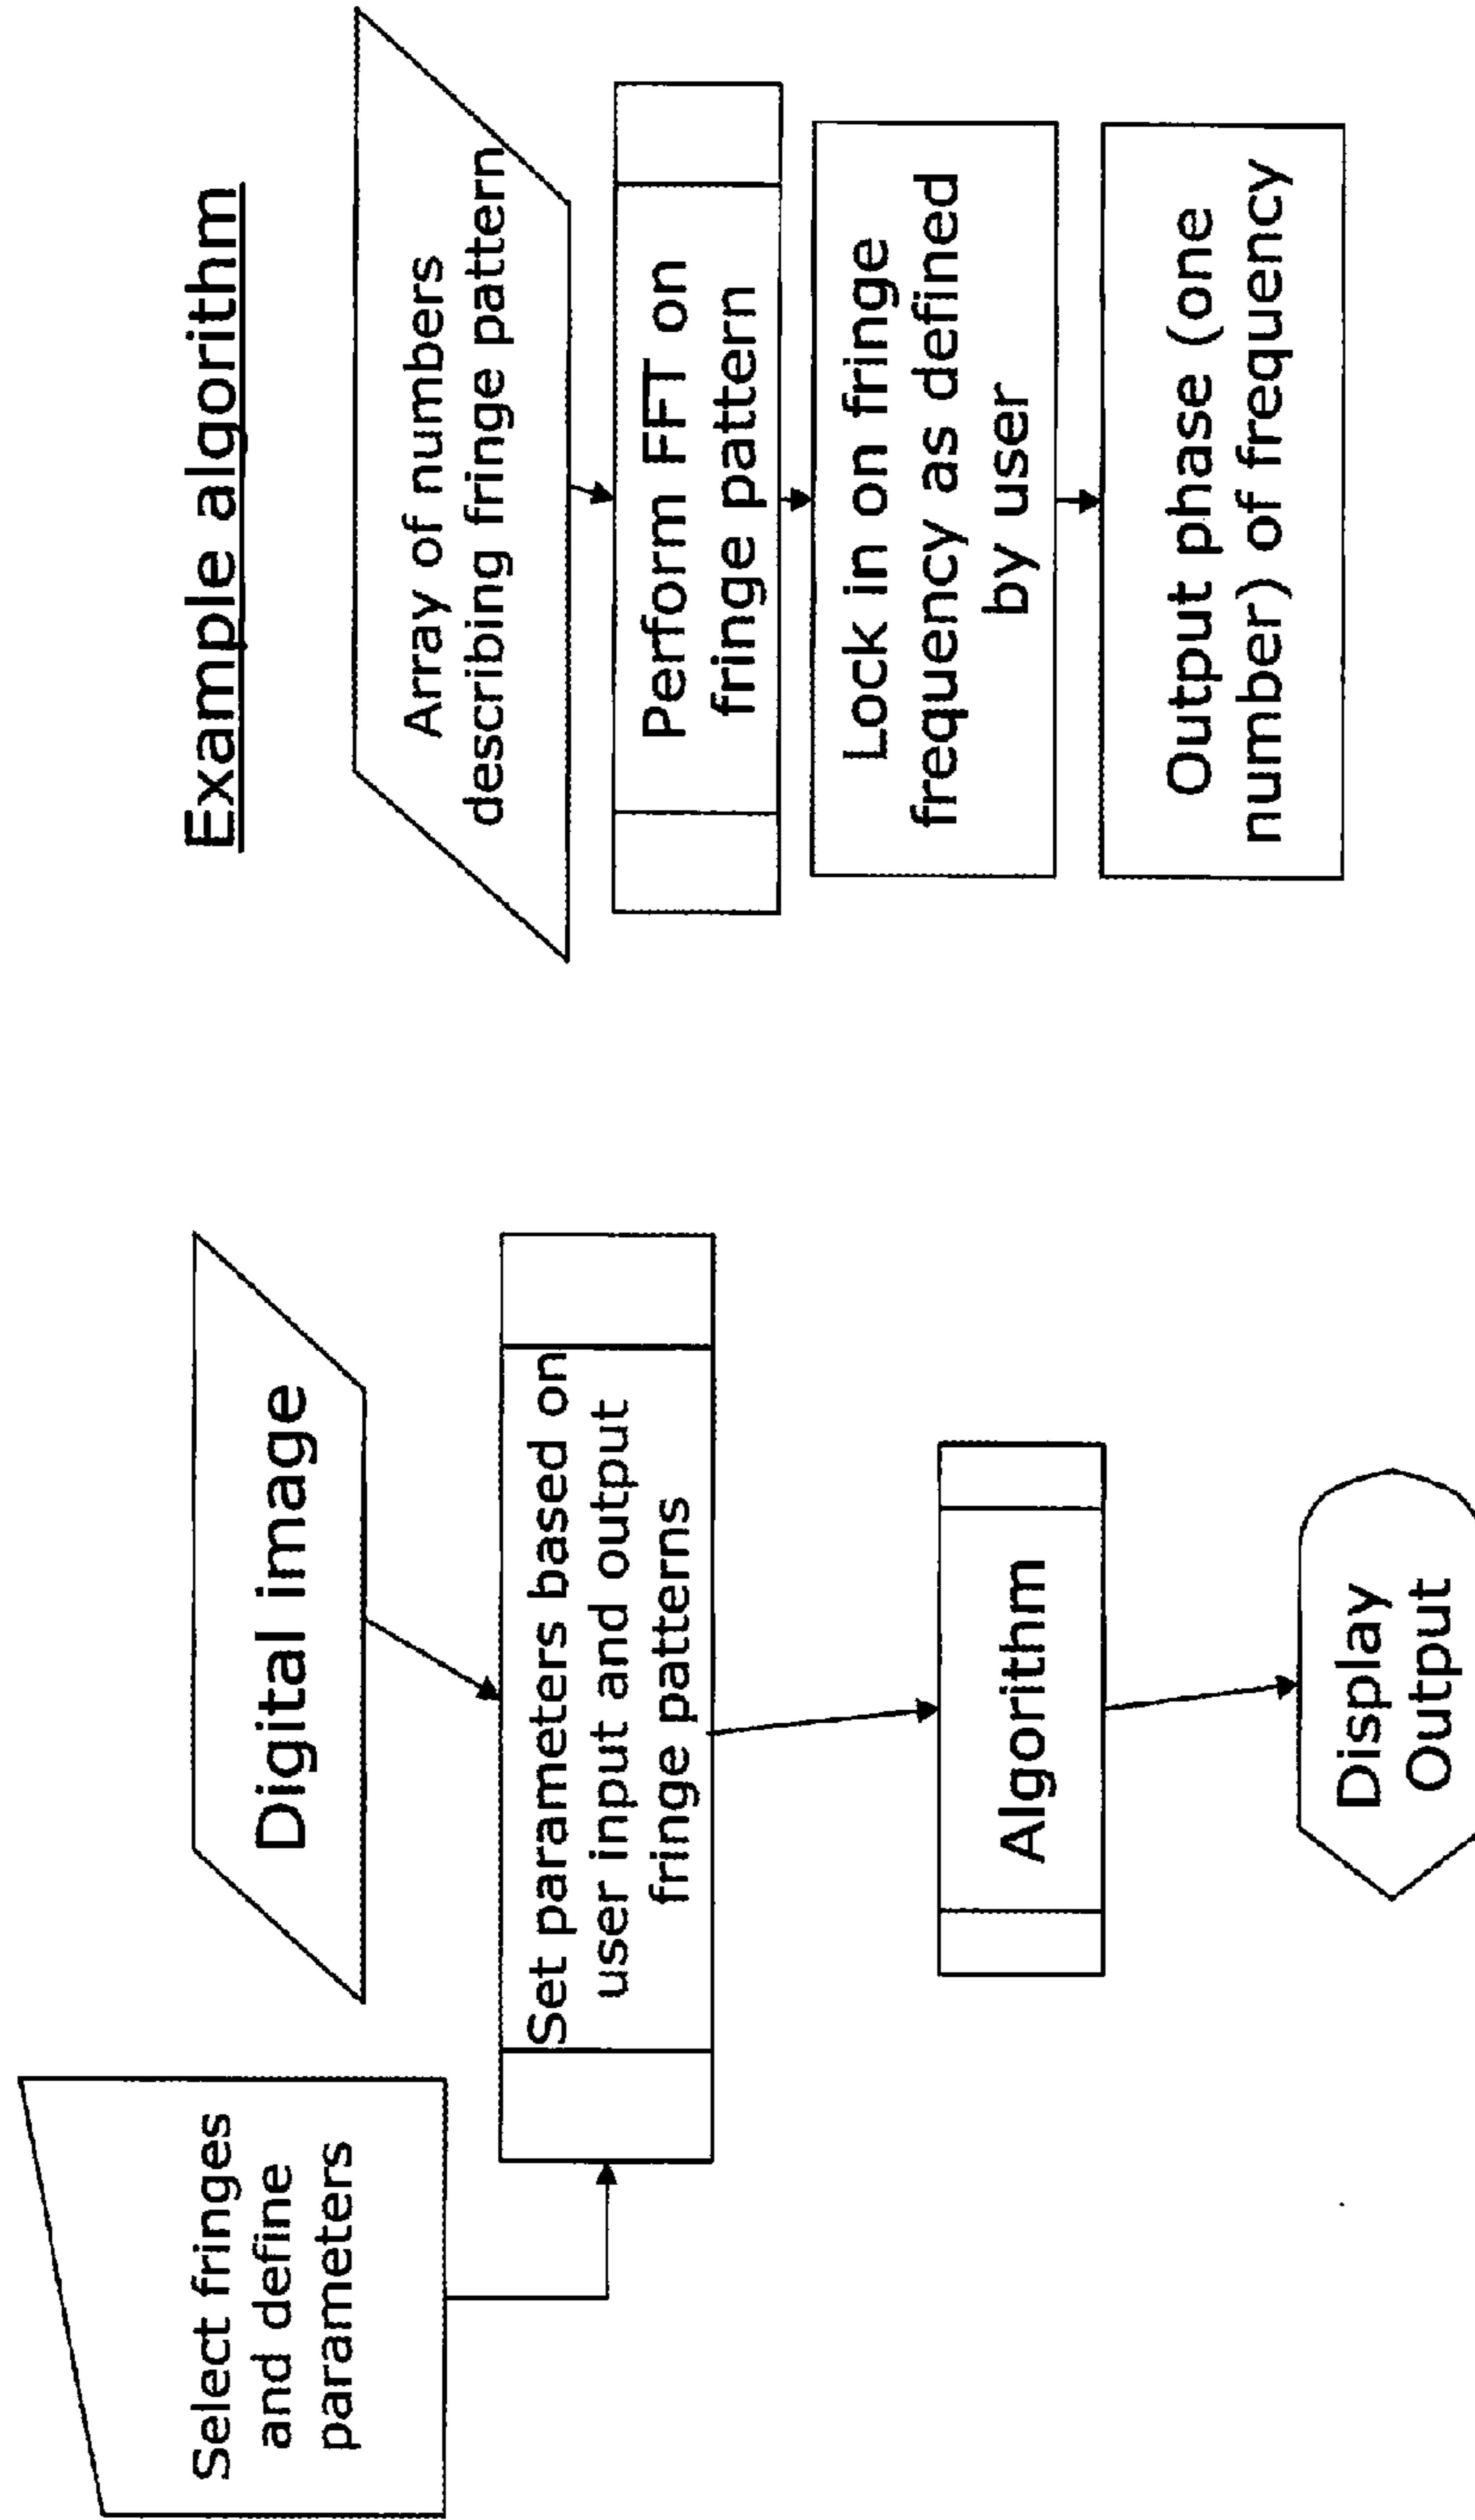 Select fringes
and define
parameters
Digital image
Set parameters based on
user input and output
fringe patterns
Algorithm
Display
Output
Example algorithm
Array of numbers
describing fringe pattern
Perform FFT on
fringe pattern
Lock in on fringe
frequency as defined
by user
Output phase (one
number) of frequency